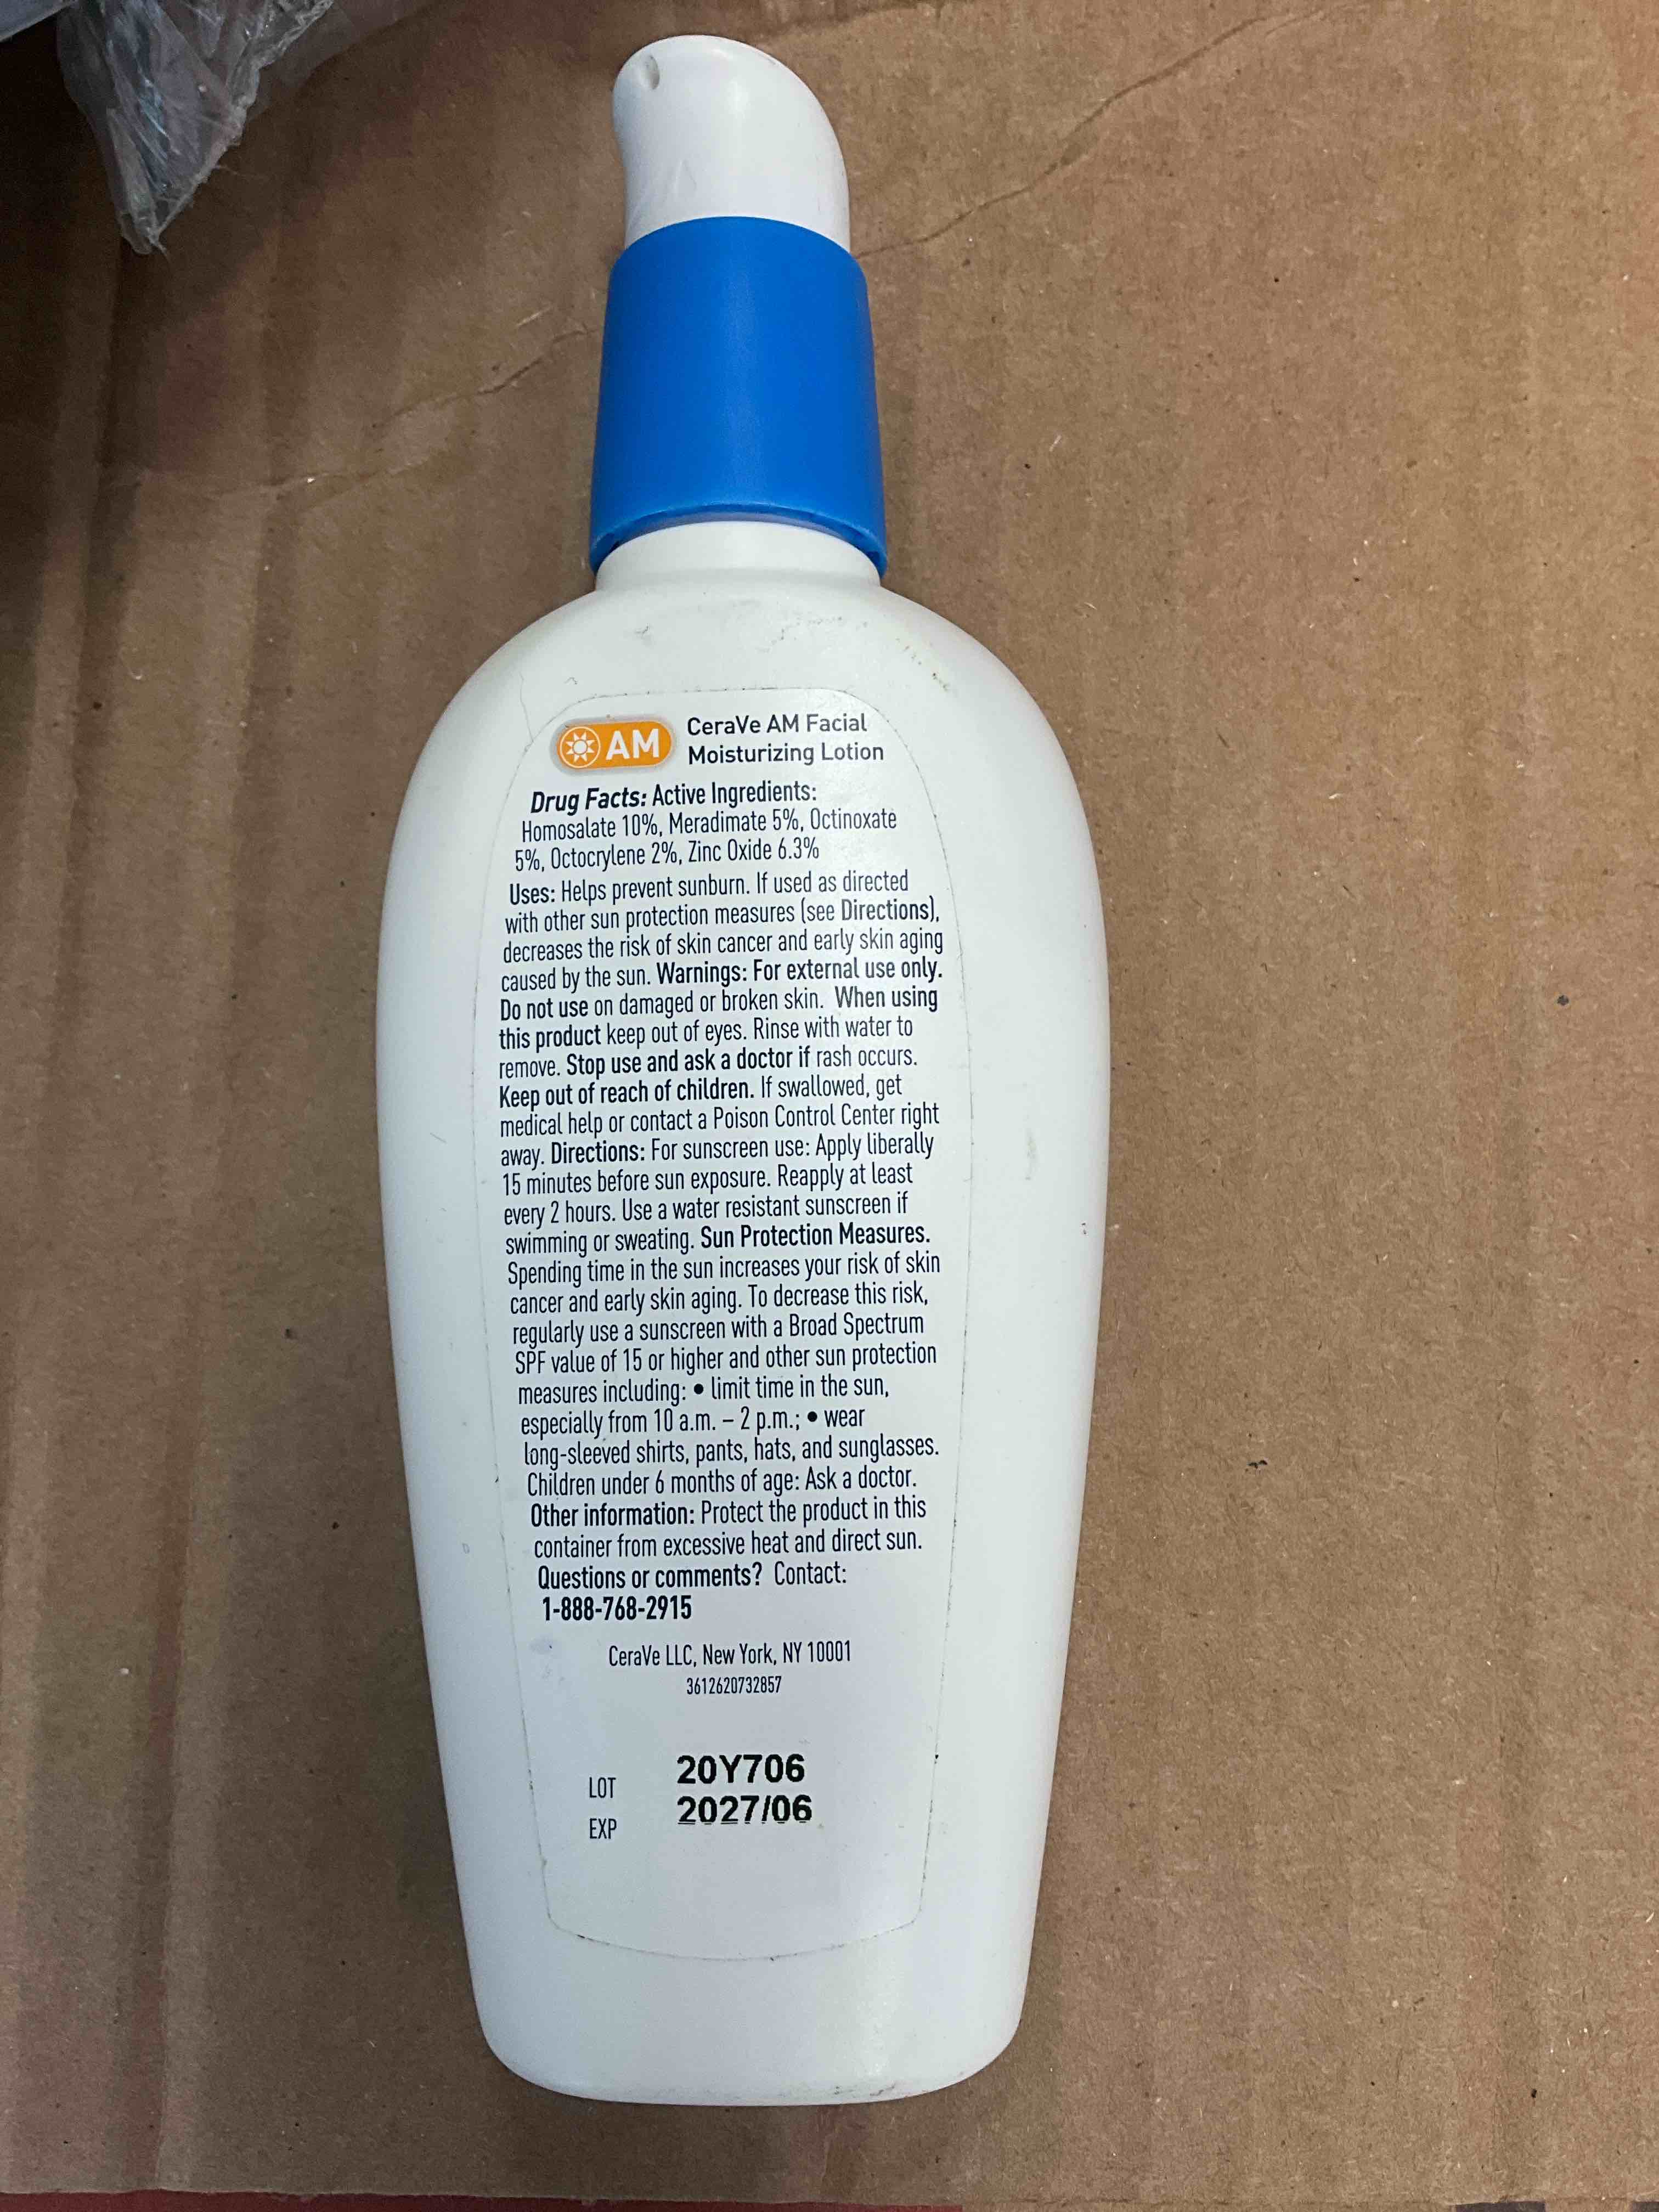 AM
CeraVe AM Facial
Moisturizing Lotion
Drug Facts: Active Ingredients:
Homosalate 10%, Meradimate 5%, Octinoxate
5%, Octocrylene 2%, Zinc Oxide 6.3%
Uses: Helps prevent sunburn. If used as directed
with other sun protection measures (see Directions),
decreases the risk of skin cancer and early skin aging
caused by the sun. Warnings: For external use only.
Do not use on damaged or broken skin. When using
this product keep out of eyes. Rinse with water to
remove. Stop use and ask a doctor if rash occurs.
Keep out of reach of children. If swallowed, get
medical help or contact a Poison Control Center right
away. Directions: For sunscreen use: Apply liberally
15 minutes before sun exposure. Reapply at least
every 2 hours. Use a water resistant sunscreen if
swimming or sweating. Sun Protection Measures.
Spending time in the sun increases your risk of skin
cancer and early skin aging. To decrease this risk,
regularly use a sunscreen with a Broad Spectrum
SPF value of 15 or higher and other sun protection
measures including: • limit time in the sun,
especially from 10 a.m. – 2 p.m.; • wear
long-sleeved shirts, pants, hats, and sunglasses.
Children under 6 months of age: Ask a doctor.
Other information: Protect the product in this
container from excessive heat and direct sun.
Questions or comments? Contact:
1-888-768-2915
CeraVe LLC, New York, NY 10001
3612620732857
LOT 20Y706
EXP 2027/06